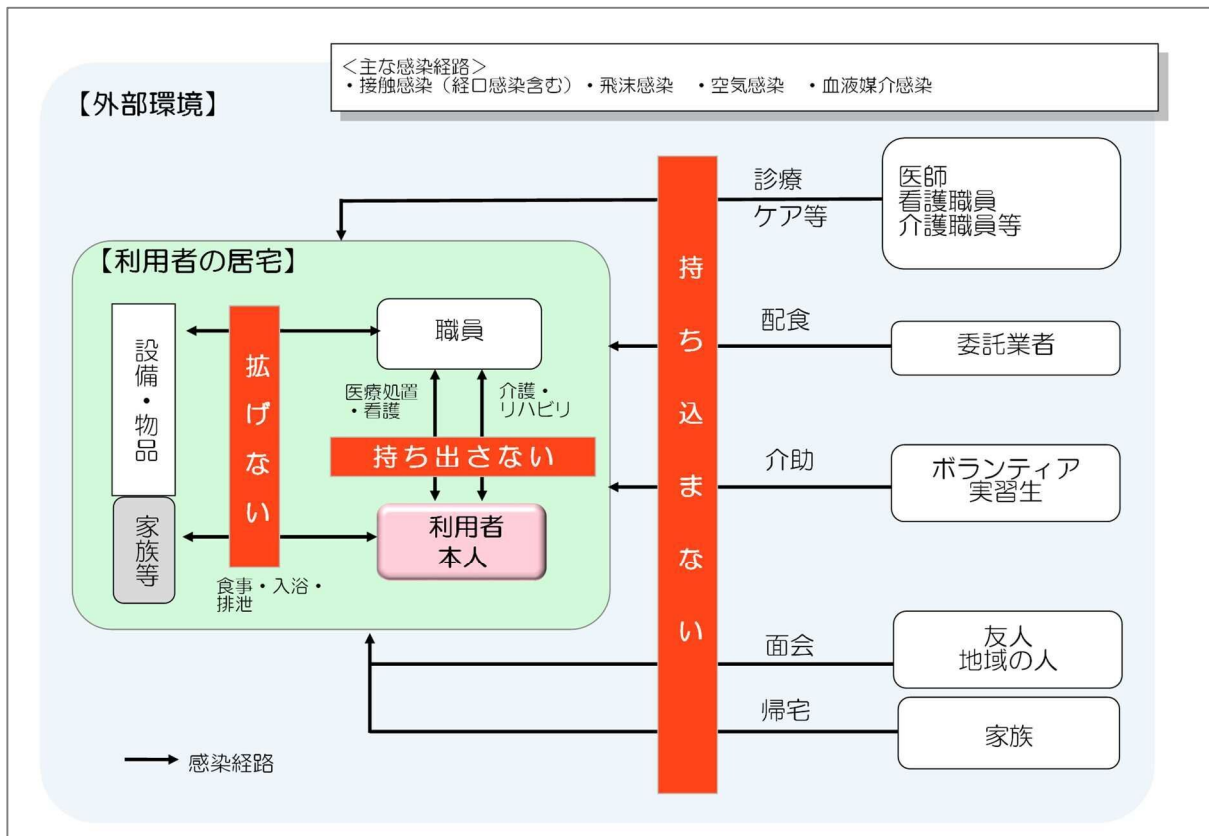 ＜主な感染経路＞
・接触感染（経口感染含む）・飛沫感染　・空気感染　・血液媒介感染
【外部環境】
診療
ケア等
医師
看護職員
介護職員等
【利用者の居宅】
持ち込まない
設備・物品
拡げない
職員
配食
委託業者
医療処置
・看護
介護・
リハビリ
持ち出さない
介助
ボランティア
実習生
家族等
利用者
本人
食事・入浴・
排泄
面会
友人
地域の人
帰宅
家族
感染経路